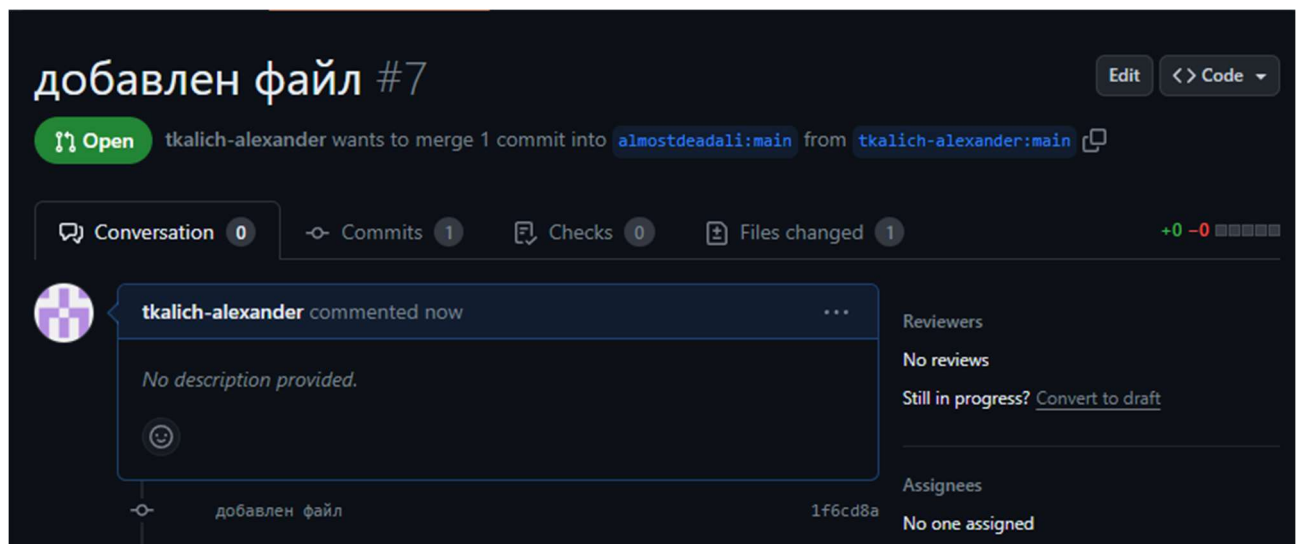 добавлен файл #7
Edit
<> Code
Open
tkalich-alexander wants to merge 1 commit into almostdeadali:main from tkalich-alexander:main
Conversation 0
Commits 1
Checks 0
Files changed 1
+0 −0
tkalich-alexander commented now
No description provided.
Reviewers
No reviews
Still in progress? Convert to draft
добавлен файл
1f6cd8a
Assignees
No one assigned